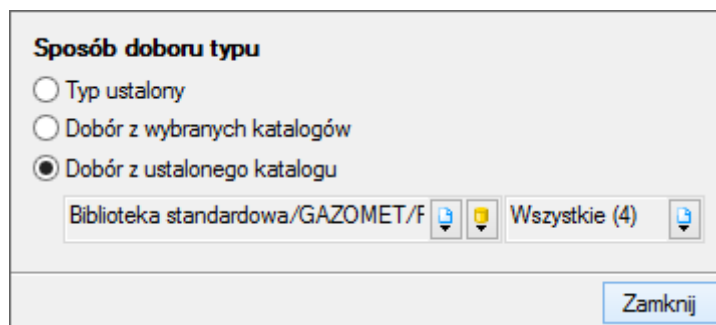 Sposób doboru typu
Typ ustalony
Dobór z wybranych katalogów
Dobór z ustalonego katalogu
Biblioteka standardowa/GAZOMET/F Wszystkie (4)
Zamknij